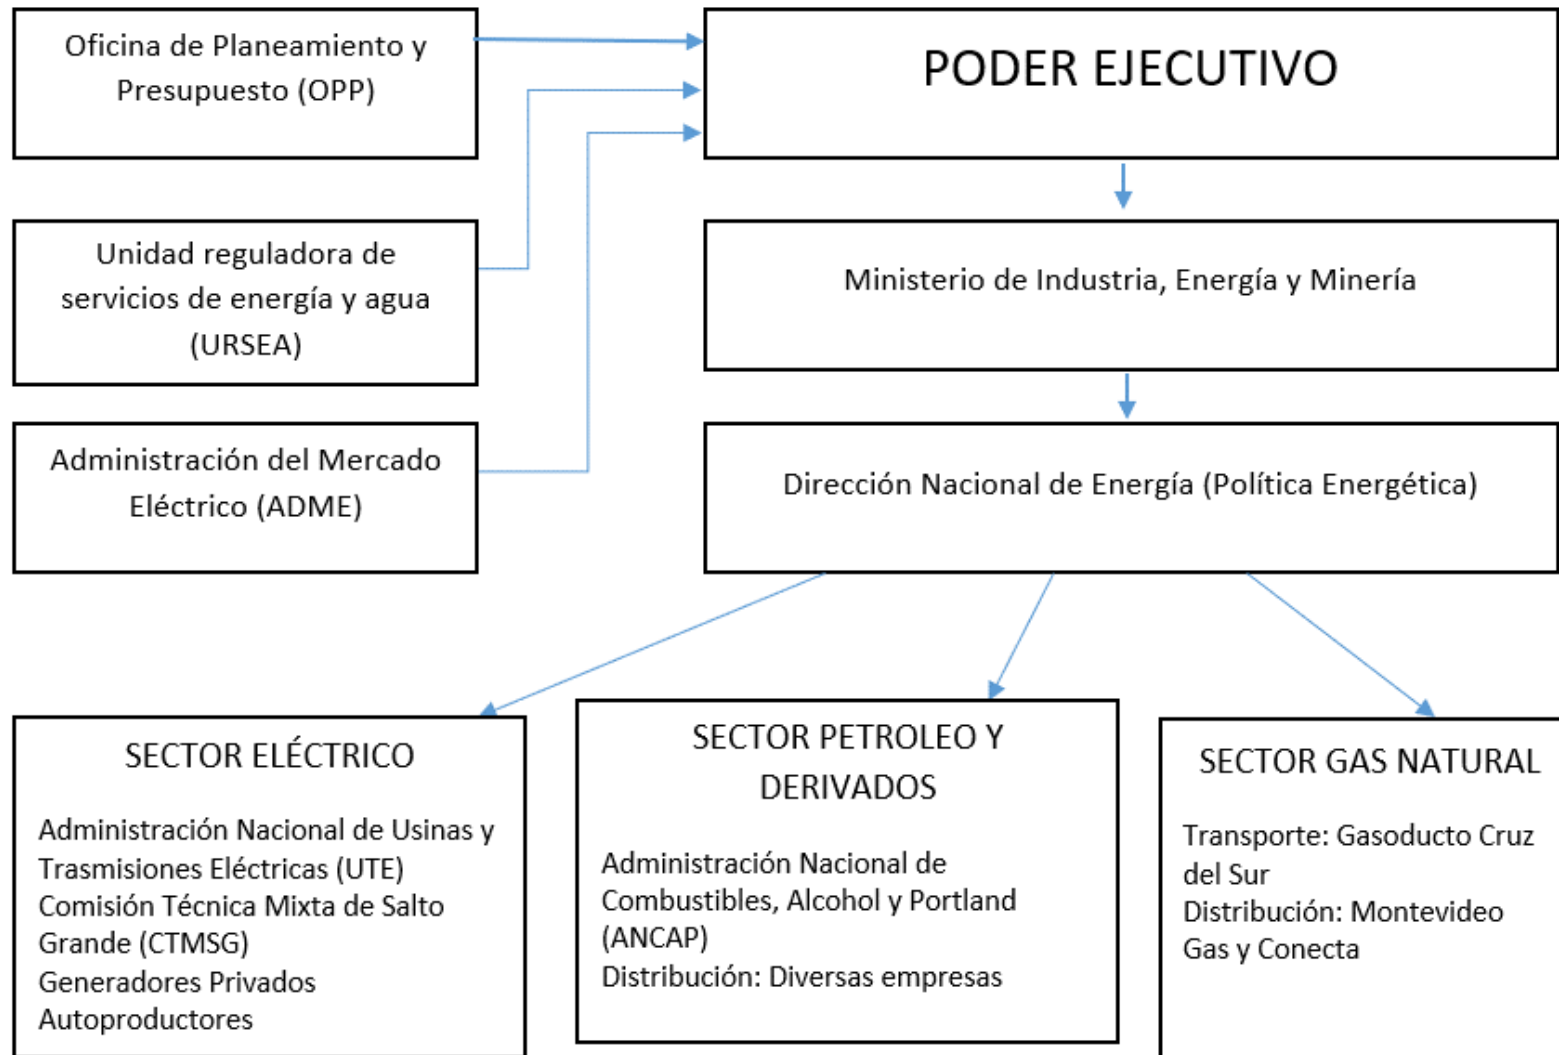 Oficina de Planeamiento y
Presupuesto (OPP)
PODER EJECUTIVO
Unidad reguladora de
servicios de energía y agua
(URSEA)
Ministerio de Industria, Energía y Minería
Administración del Mercado
Eléctrico (ADME)
Dirección Nacional de Energía (Política Energética)
SECTOR ELÉCTRICO
Administración Nacional de Usinas y
Trasmisiones Eléctricas (UTE)
Comisión Técnica Mixta de Salto
Grande (CTMSG)
Generadores Privados
Autoproductores
SECTOR PETROLEO Y
DERIVADOS
Administración Nacional de
Combustibles, Alcohol y Portland
(ANCAP)
Distribución: Diversas empresas
SECTOR GAS NATURAL
Transporte: Gasoducto Cruz
del Sur
Distribución: Montevideo
Gas y Conecta